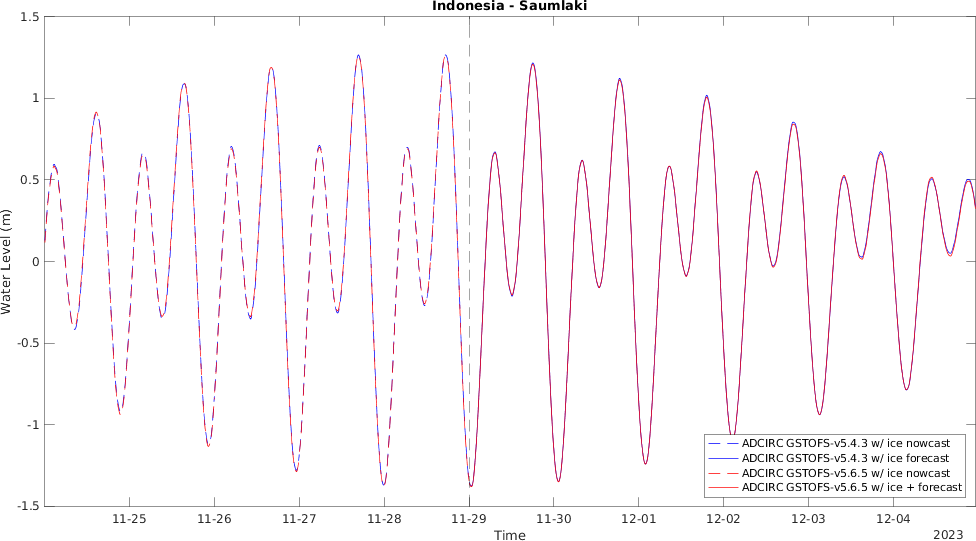 Indonesia - Saumlaki
1.5
1
0.5
0
-0.5
-1
-1.5
Water Level (m)
ADCIRC GSTOFS-v5.4.3 w/ ice nowcast
ADCIRC GSTOFS-v5.4.3 w/ ice forecast
ADCIRC GSTOFS-v5.6.5 w/ ice nowcast
ADCIRC GSTOFS-v5.6.5 w/ ice + forecast
11-25 11-26 11-27 11-28 11-29 11-30 12-01 12-02 12-03 12-04
Time
2023